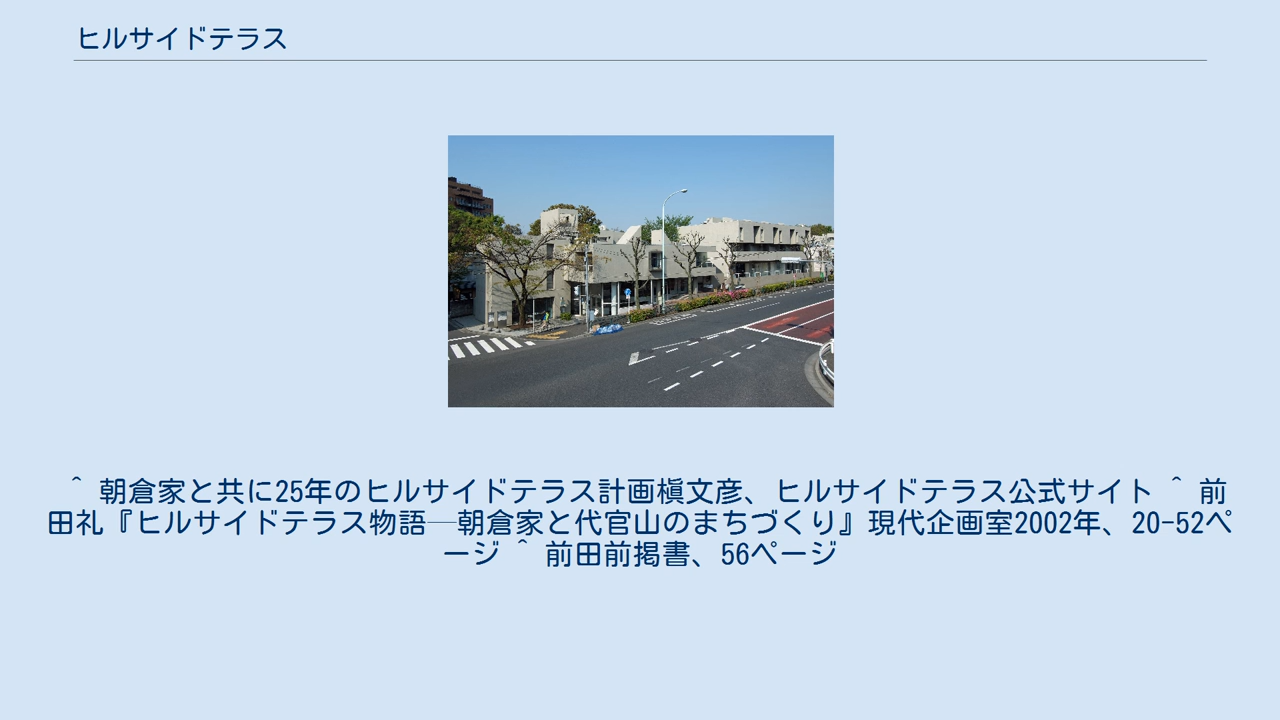 ヒルサイドテラス
＾ 朝倉家と共に25年のヒルサイドテラス計画槇文彦、ヒルサイドテラス公式サイト ＾ ＾ 前
田礼『ヒルサイドテラス物語―朝倉家と代官山のまちづくり』現代企画室2002年、20-52ペ
ージ ＾ 前田前掲書、56ページ